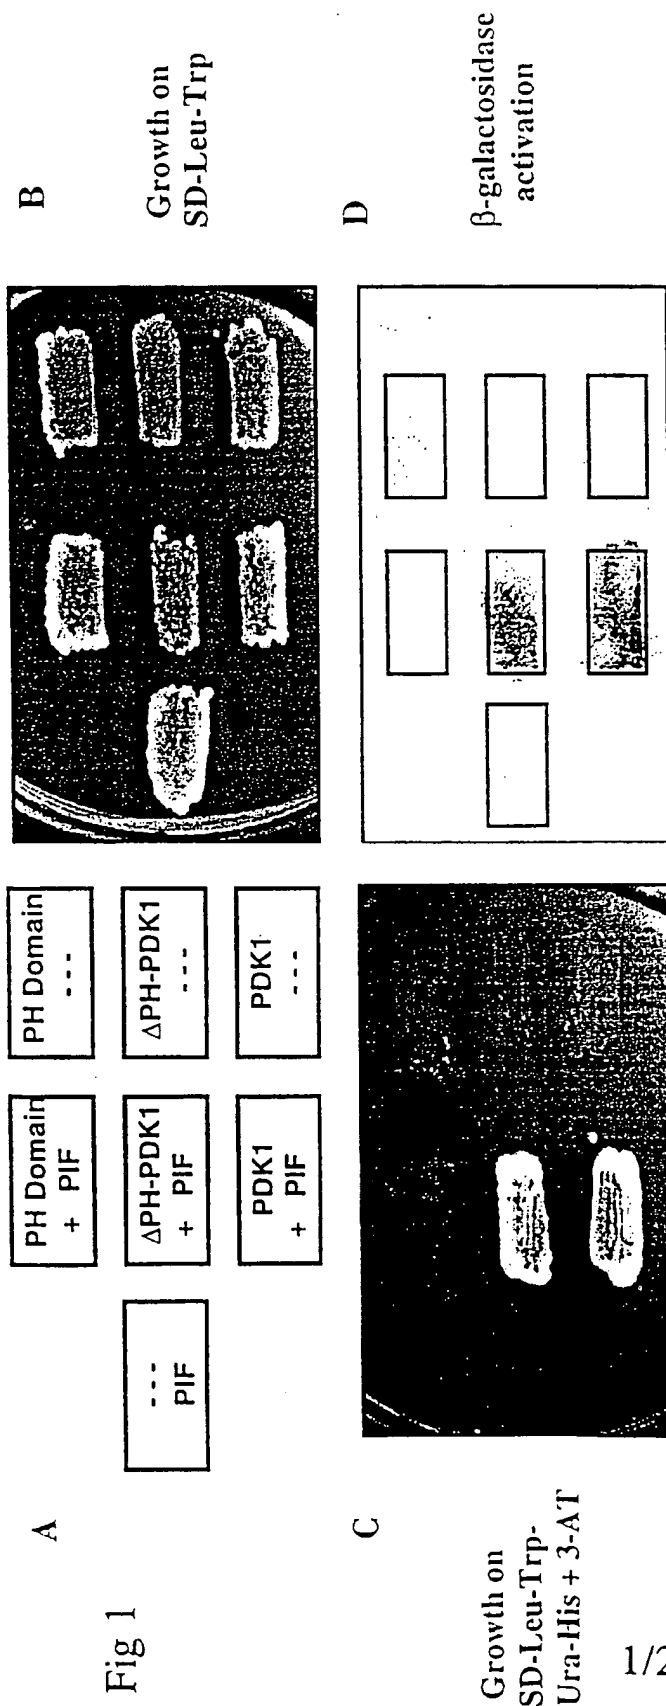 Fig 1
A
PH Domain
+ PIF
PH Domain
---
---
PIF
ΔPH-PDK1
+ PIF
ΔPH-PDK1
---
PDK1
+ PIF
PDK1
---
B
Growth on
SD-Leu-Trp
C
Growth on
SD-Leu-Trp-
Ura-His + 3-AT
D
β-galactosidase
activation
1/2